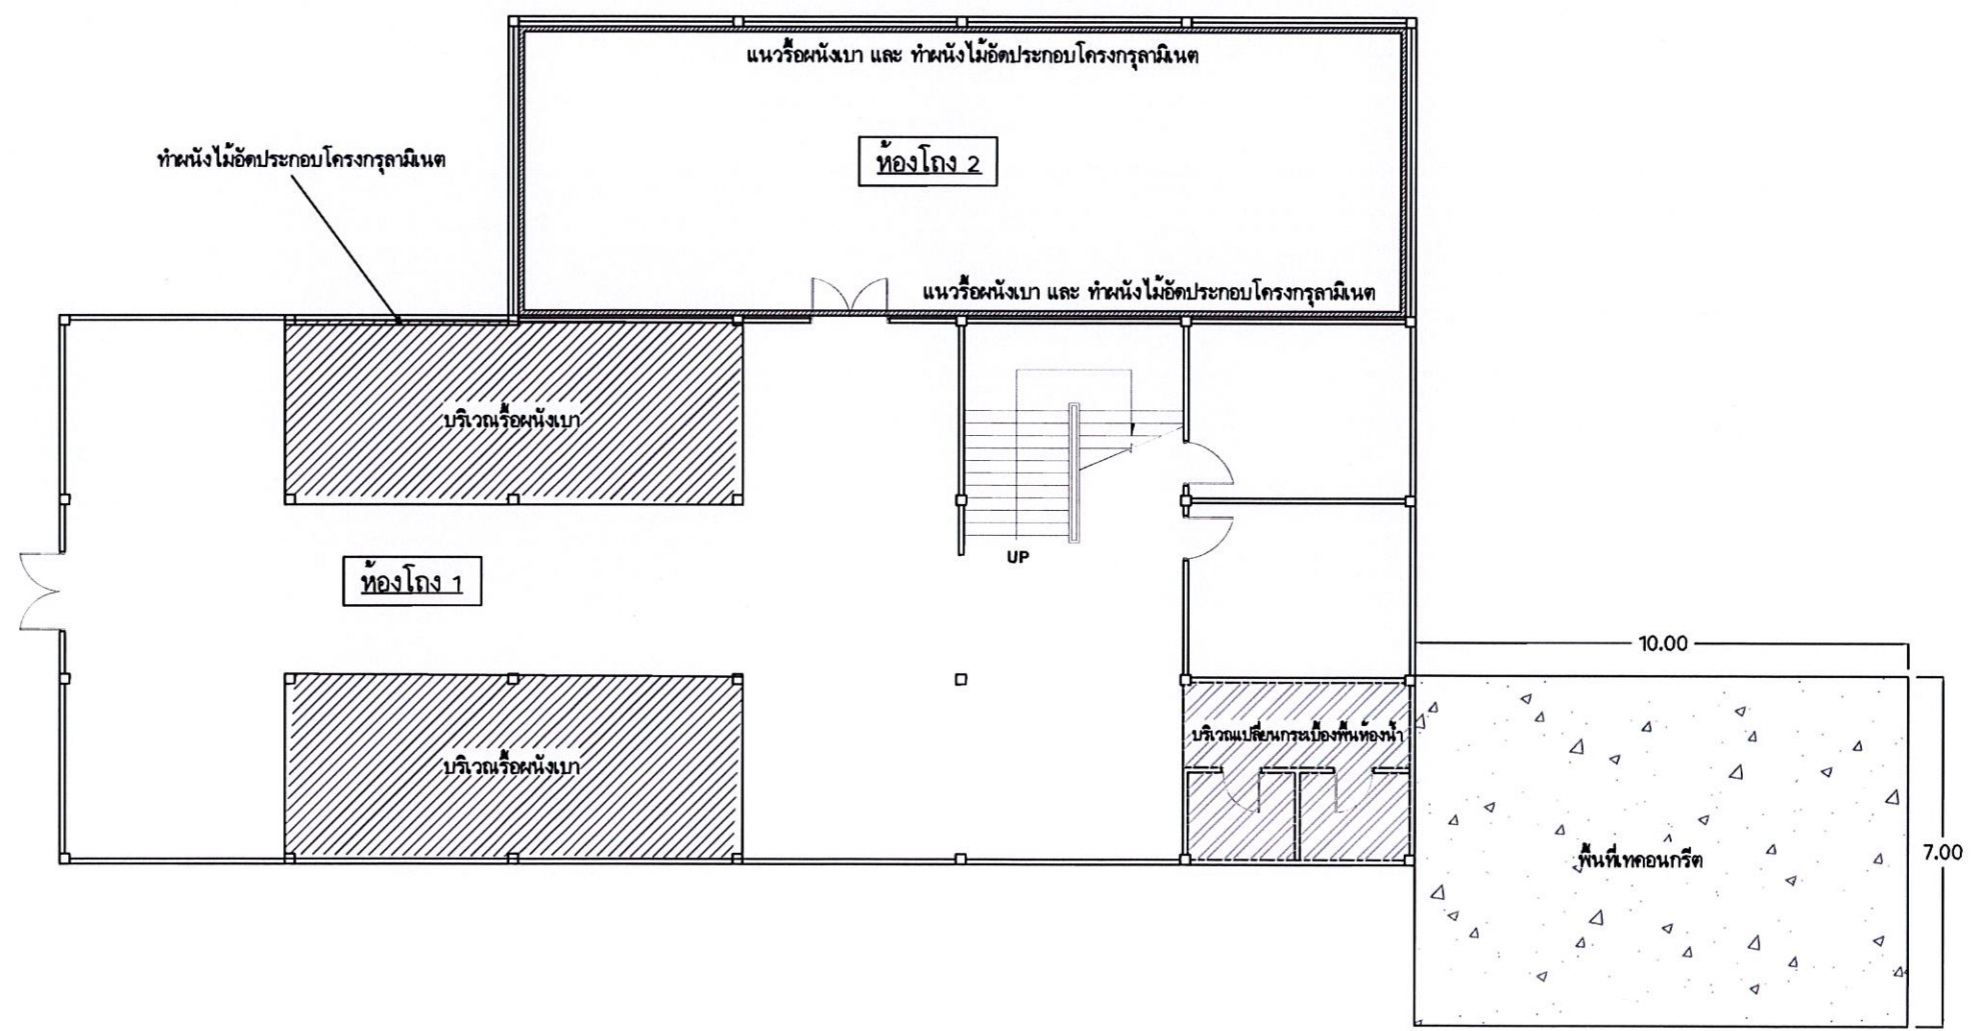 แนวรื้อผนังเบา และ ทำผนังไม้อัดประกอบโครงกรุลามิเนต
ทำผนังไม้อัดประกอบโครงกรุลามิเนต
ห้องโถง 2
แนวรื้อผนังเบา และ ทำผนังไม้อัดประกอบโครงกรุลามิเนต
บริเวณรื้อผนังเบา
UP
ห้องโถง 1
10.00
บริเวณเปลี่ยนกระเบื้องพื้นห้องน้ำ
บริเวณรื้อผนังเบา
พื้นที่เทคอนกรีต
7.00